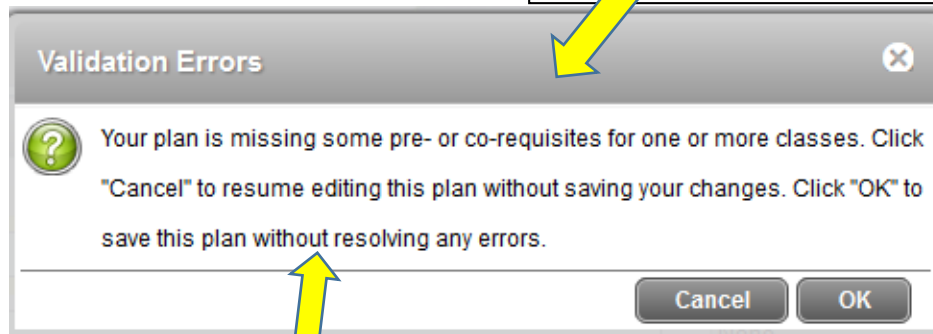 Validation Errors
Your plan is missing some pre- or co-requisites for one or more classes. Click
"Cancel" to resume editing this plan without saving your changes. Click "OK" to
save this plan without resolving any errors.
Cancel OK